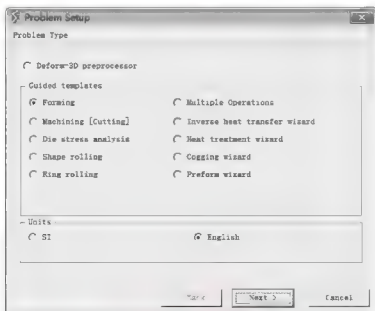 Problem Setup
Problem Type
Deform-3D preprocessor
Guided templates
Forming
Multiple Operations
Machining [Cutting]
Inverse heat transfer wizard
Die stress analysis
Heat treatment wizard
Shape rolling
Cogging wizard
Ring rolling
Preform wizard
Units
SI
English
Next >
Cancel